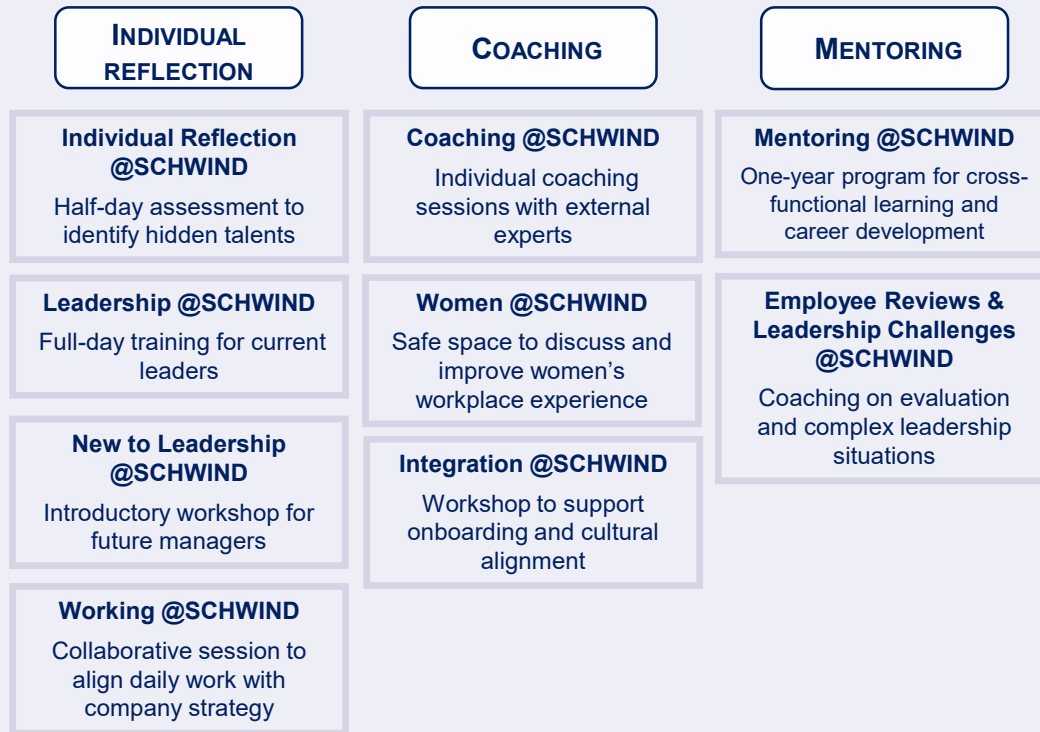 INDIVIDUAL
REFLECTION
Individual Reflection
@SCHWIND
Half-day assessment to
identify hidden talents
Leadership @SCHWIND
Full-day training for current
leaders
New to Leadership
@SCHWIND
Introductory workshop for
future managers
Working @SCHWIND
Collaborative session to
align daily work with
company strategy
COACHING
Coaching @SCHWIND
Individual coaching
sessions with external
experts
Women @SCHWIND
Safe space to discuss and
improve women’s
workplace experience
Integration @SCHWIND
Workshop to support
onboarding and cultural
alignment
MENTORING
Mentoring @SCHWIND
One-year program for cross-
functional learning and
career development
Employee Reviews &
Leadership Challenges
@SCHWIND
Coaching on evaluation
and complex leadership
situations